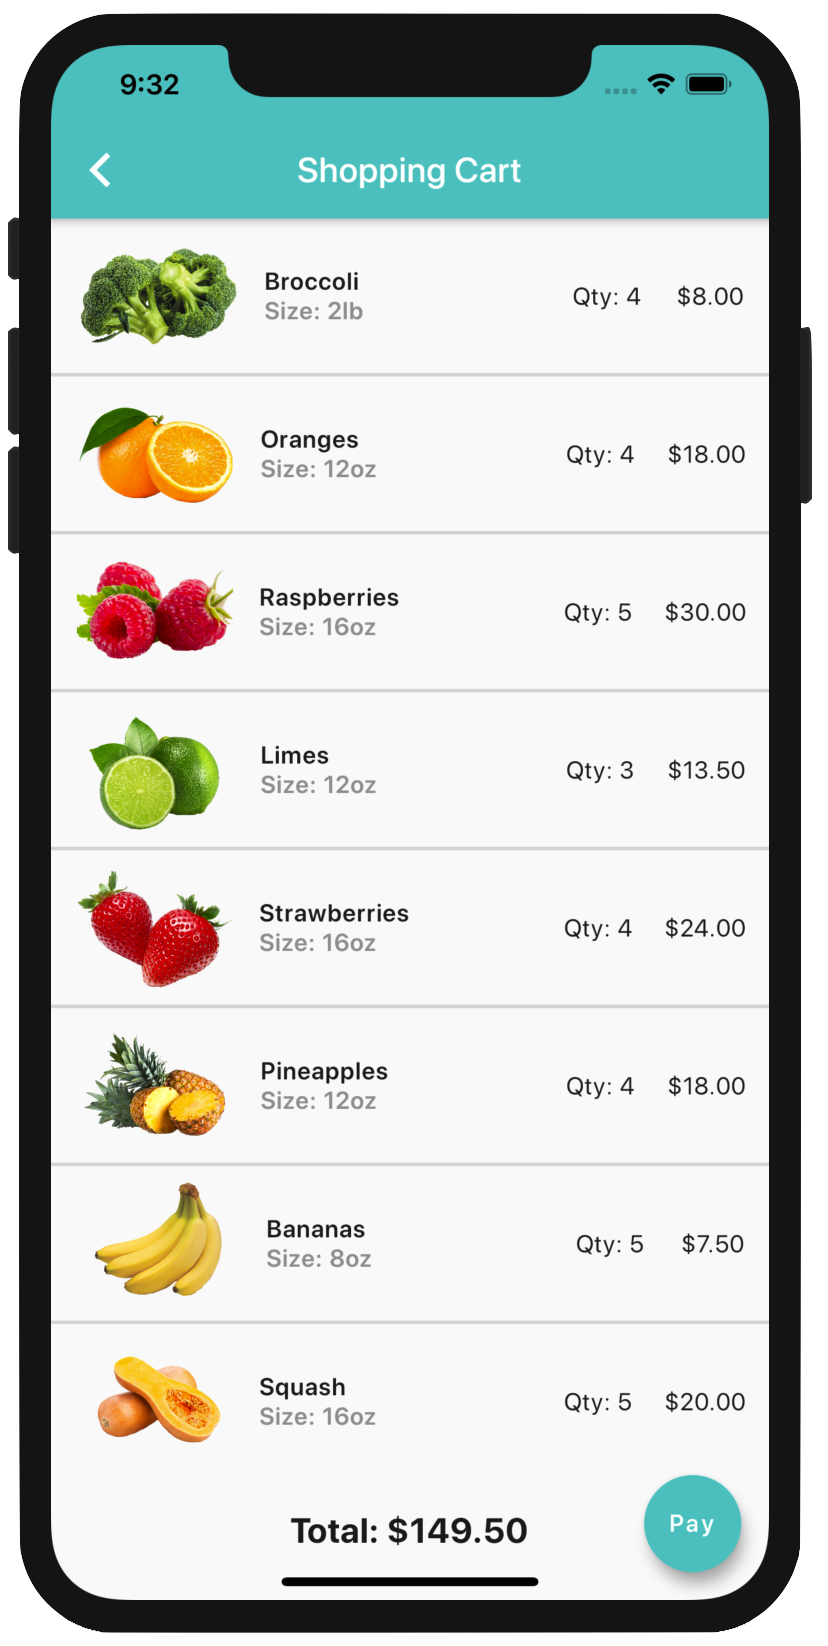 9:32
Shopping Cart
Broccoli
Size: 2lb
Qty: 4 $8.00
Oranges
Size: 12oz
Qty: 4 $18.00
Raspberries
Size: 16oz
Qty: 5 $30.00
Limes
Size: 12oz
Qty: 3 $13.50
Strawberries
Size: 16oz
Qty: 4 $24.00
Pineapples
Size: 12oz
Qty: 4 $18.00
Bananas
Size: 8oz
Qty: 5 $7.50
Squash
Size: 16oz
Qty: 5 $20.00
Total: $149.50
Pay